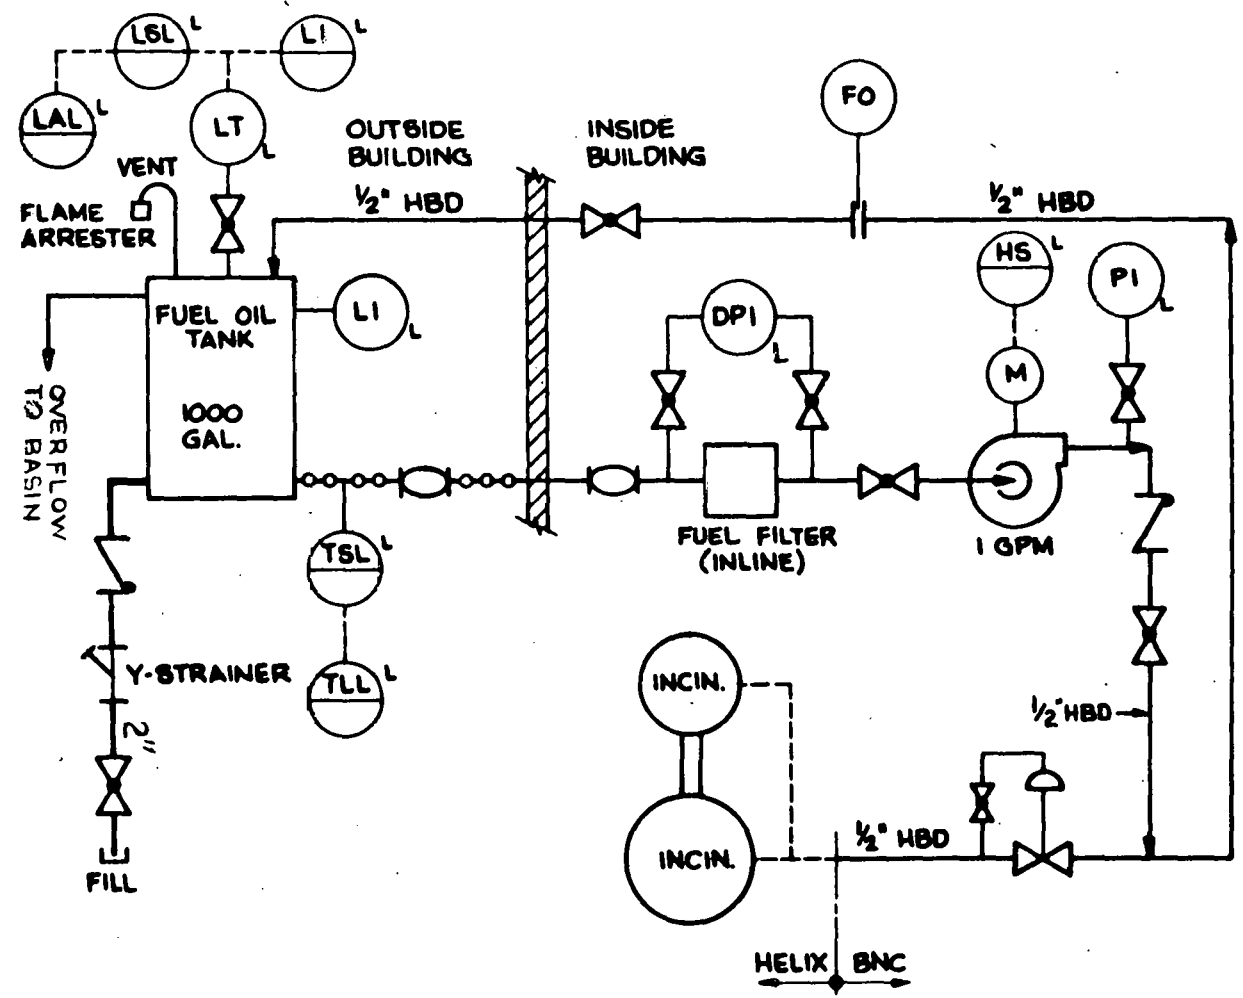 LSL L
LI L
LAL L
LT L
VENT
FLAME
ARRESTER
OUTSIDE
BUILDING
INSIDE
BUILDING
FO
1/2" HBD
1/2" HBD
HS L
PI L
FUEL OIL
TANK
1000
GAL.
LI L
DPI L
M
OVERFLOW
TO BASIN
FUEL FILTER
(INLINE)
1 GPM
TSL L
TLL L
Y-STRAINER
2"
FILL
INCIN.
INCIN.
1/2" HBD
1/2" HBD
HELIX
BNC